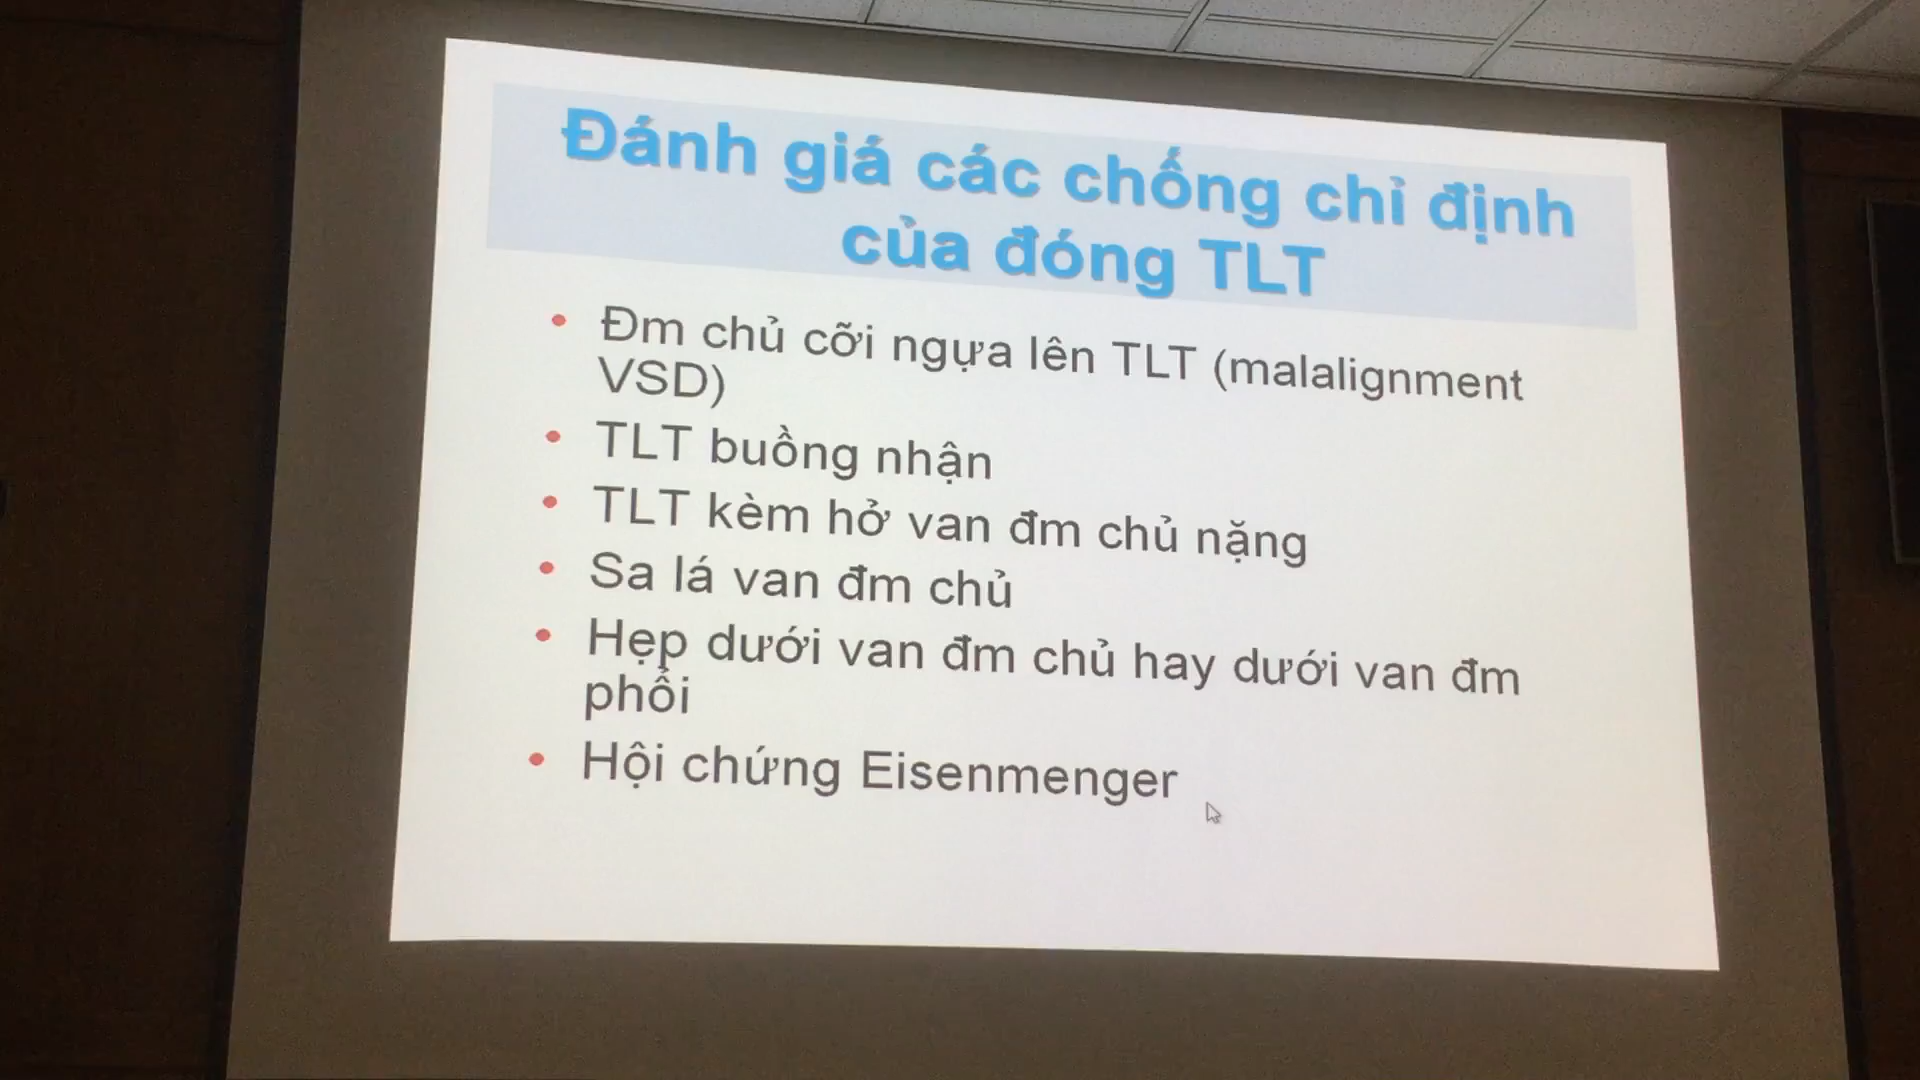 Đánh giá các chống chỉ định
của đóng TLT
• Đm chủ cỡi ngựa lên TLT (malalignment
VSD)
• TLT buồng nhận
• TLT kèm hở van đm chủ nặng
• Sa lá van đm chủ
• Hẹp dưới van đm chủ hay dưới van đm
phổi
• Hội chứng Eisenmenger